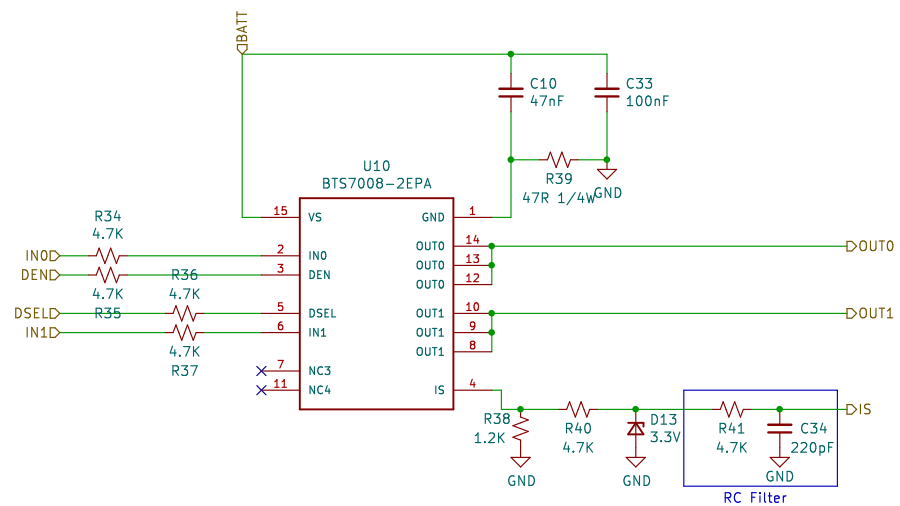 BATT
C10
47nF
C33
100nF
R39
47R 1/4W
GND
U10
BTS7008-2EPA
15 VS
GND 1
R34
4.7K
IN0
2 IN0
DEN
3 DEN
4.7K
R35
R36
4.7K
DSEL
5 DSEL
IN1
6 IN1
4.7K
R37
7 NC3
11 NC4
OUT0 14
OUT0 13
OUT0 12
OUT0
OUT1 10
OUT1 9
OUT1 8
OUT1
IS 4
R38
1.2K
GND
R40
4.7K
D13
3.3V
GND
R41
4.7K
C34
220pF
GND
IS
RC Filter